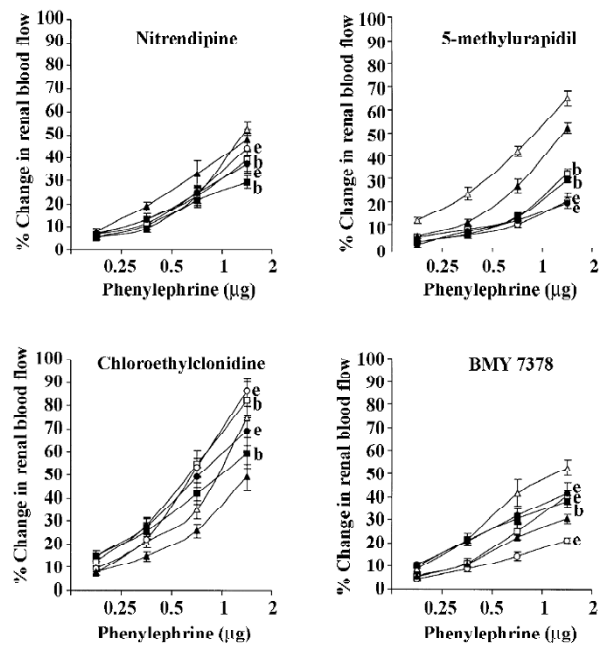 Nitrendipine
% Change in renal blood flow
100
90
80
70
60
50
40
30
20
10
0
e
b
e
b
0.25 0.5 1 2
Phenylephrine (µg)
5-methylurapidil
% Change in renal blood flow
100
90
80
70
60
50
40
30
20
10
0
b
b
e
e
0.25 0.5 1 2
Phenylephrine (µg)
Chloroethylclonidine
% Change in renal blood flow
100
90
80
70
60
50
40
30
20
10
0
e
b
e
b
0.25 0.5 1 2
Phenylephrine (µg)
BMY 7378
% Change in renal blood flow
100
90
80
70
60
50
40
30
20
10
0
e
e
b
e
0.25 0.5 1 2
Phenylephrine (µg)